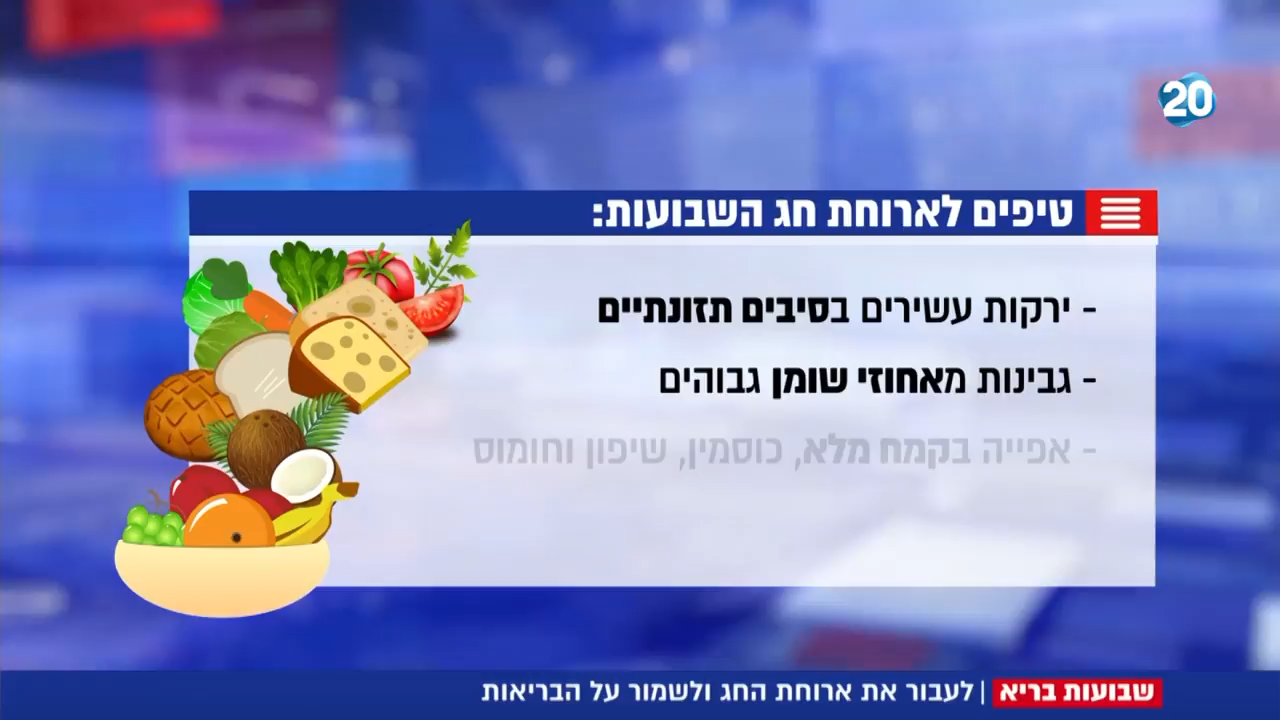 20
טיפים לארוחת חג השבועות:
- ירקות עשירים בסיבים תזונתיים
- גבינות מאחוזי שומן גבוהים
- אפייה בקמח מלא, כוסמין, שיפון וחומוס
שבועות בריא | לעבור את ארוחת החג ולשמור על הבריאות